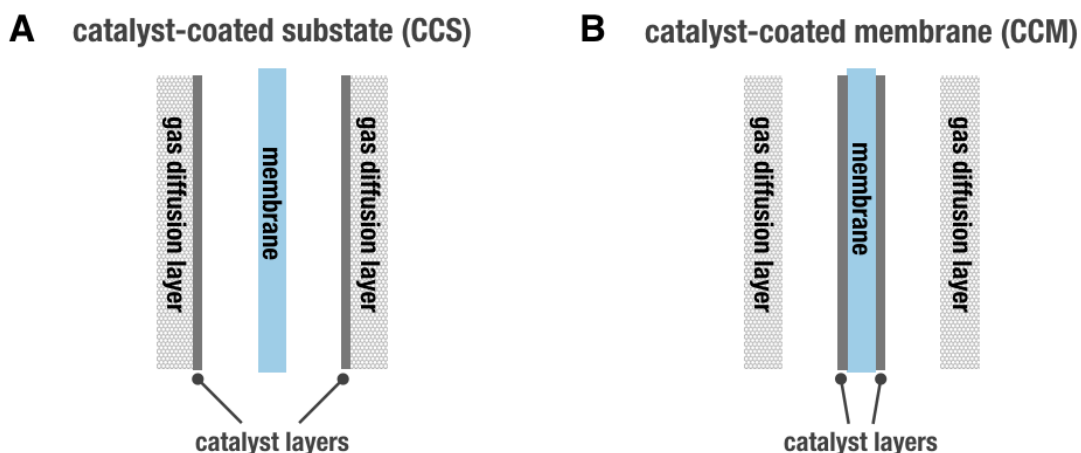 A catalyst-coated substate (CCS)
gas diffusion layer
membrane
gas diffusion layer
catalyst layers
B catalyst-coated membrane (CCM)
gas diffusion layer
membrane
gas diffusion layer
catalyst layers